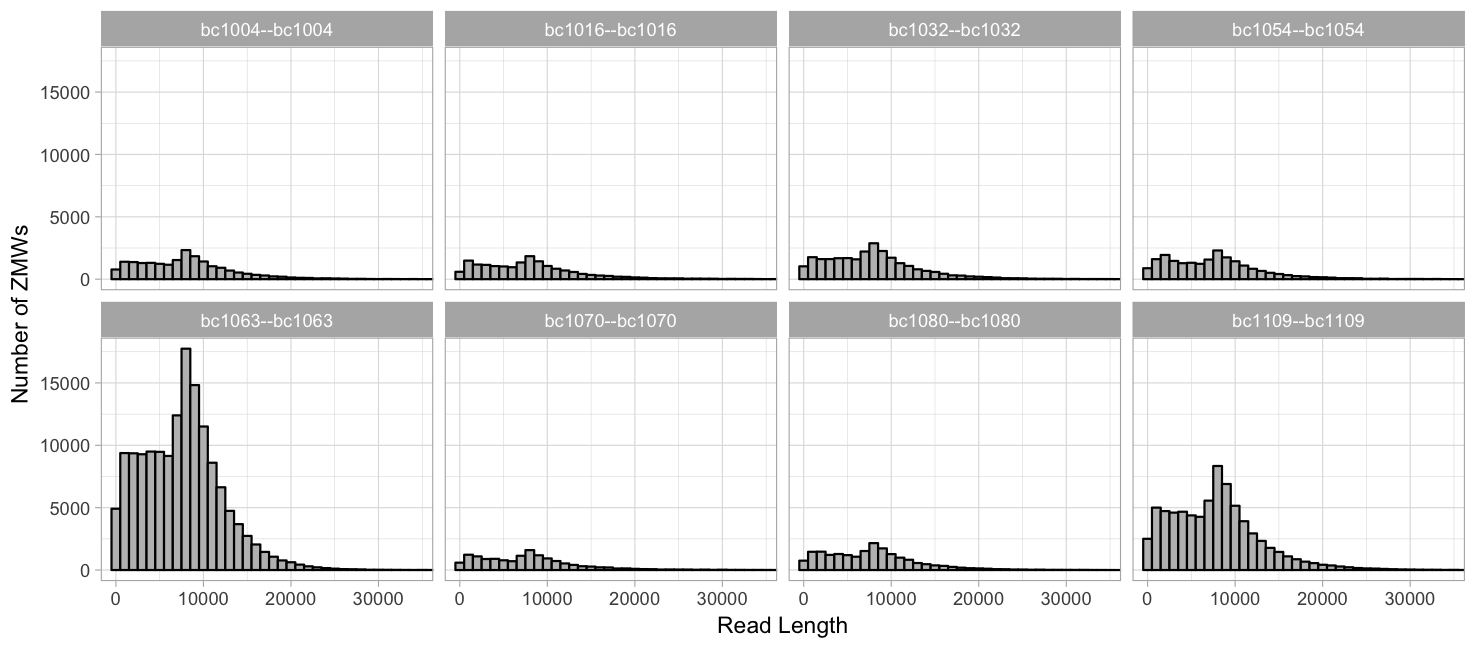 bc1004--bc1004 bc1016--bc1016 bc1032--bc1032 bc1054--bc1054
15000
10000
5000
0
Number of ZMWs
bc1063--bc1063 bc1070--bc1070 bc1080--bc1080 bc1109--bc1109
15000
10000
5000
0
0 10000 20000 30000 0 10000 20000 30000 0 10000 20000 30000 0 10000 20000 30000
Read Length